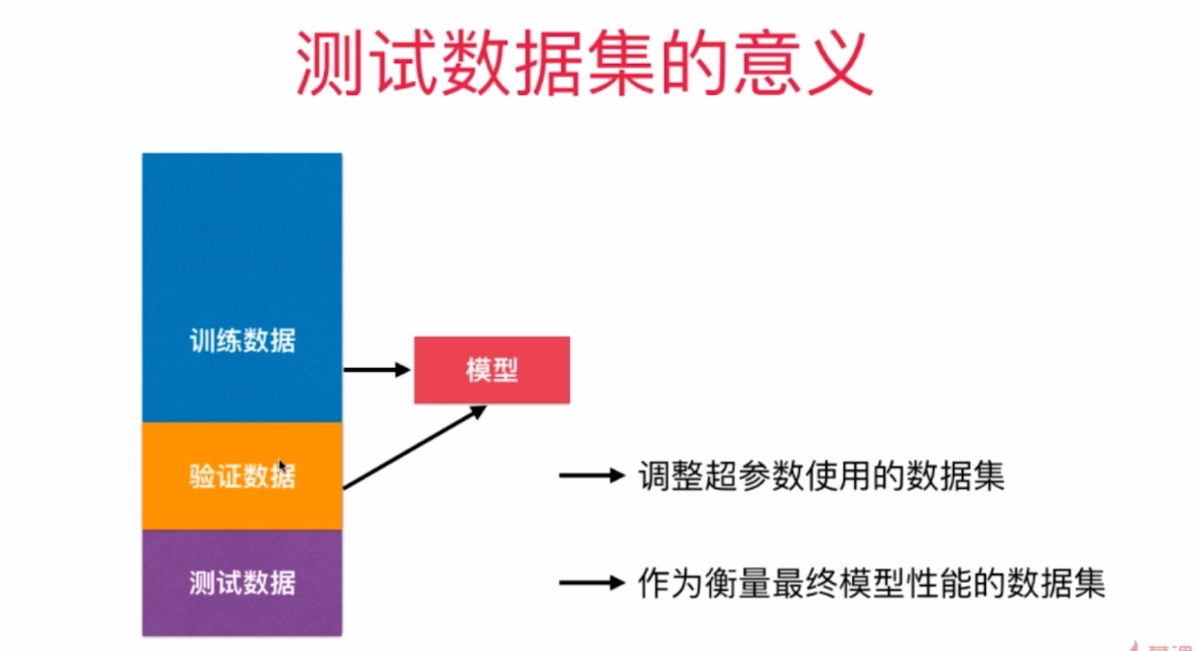 测试数据集的意义
训练数据
模型
验证数据
调整超参数使用的数据集
测试数据
作为衡量最终模型性能的数据集